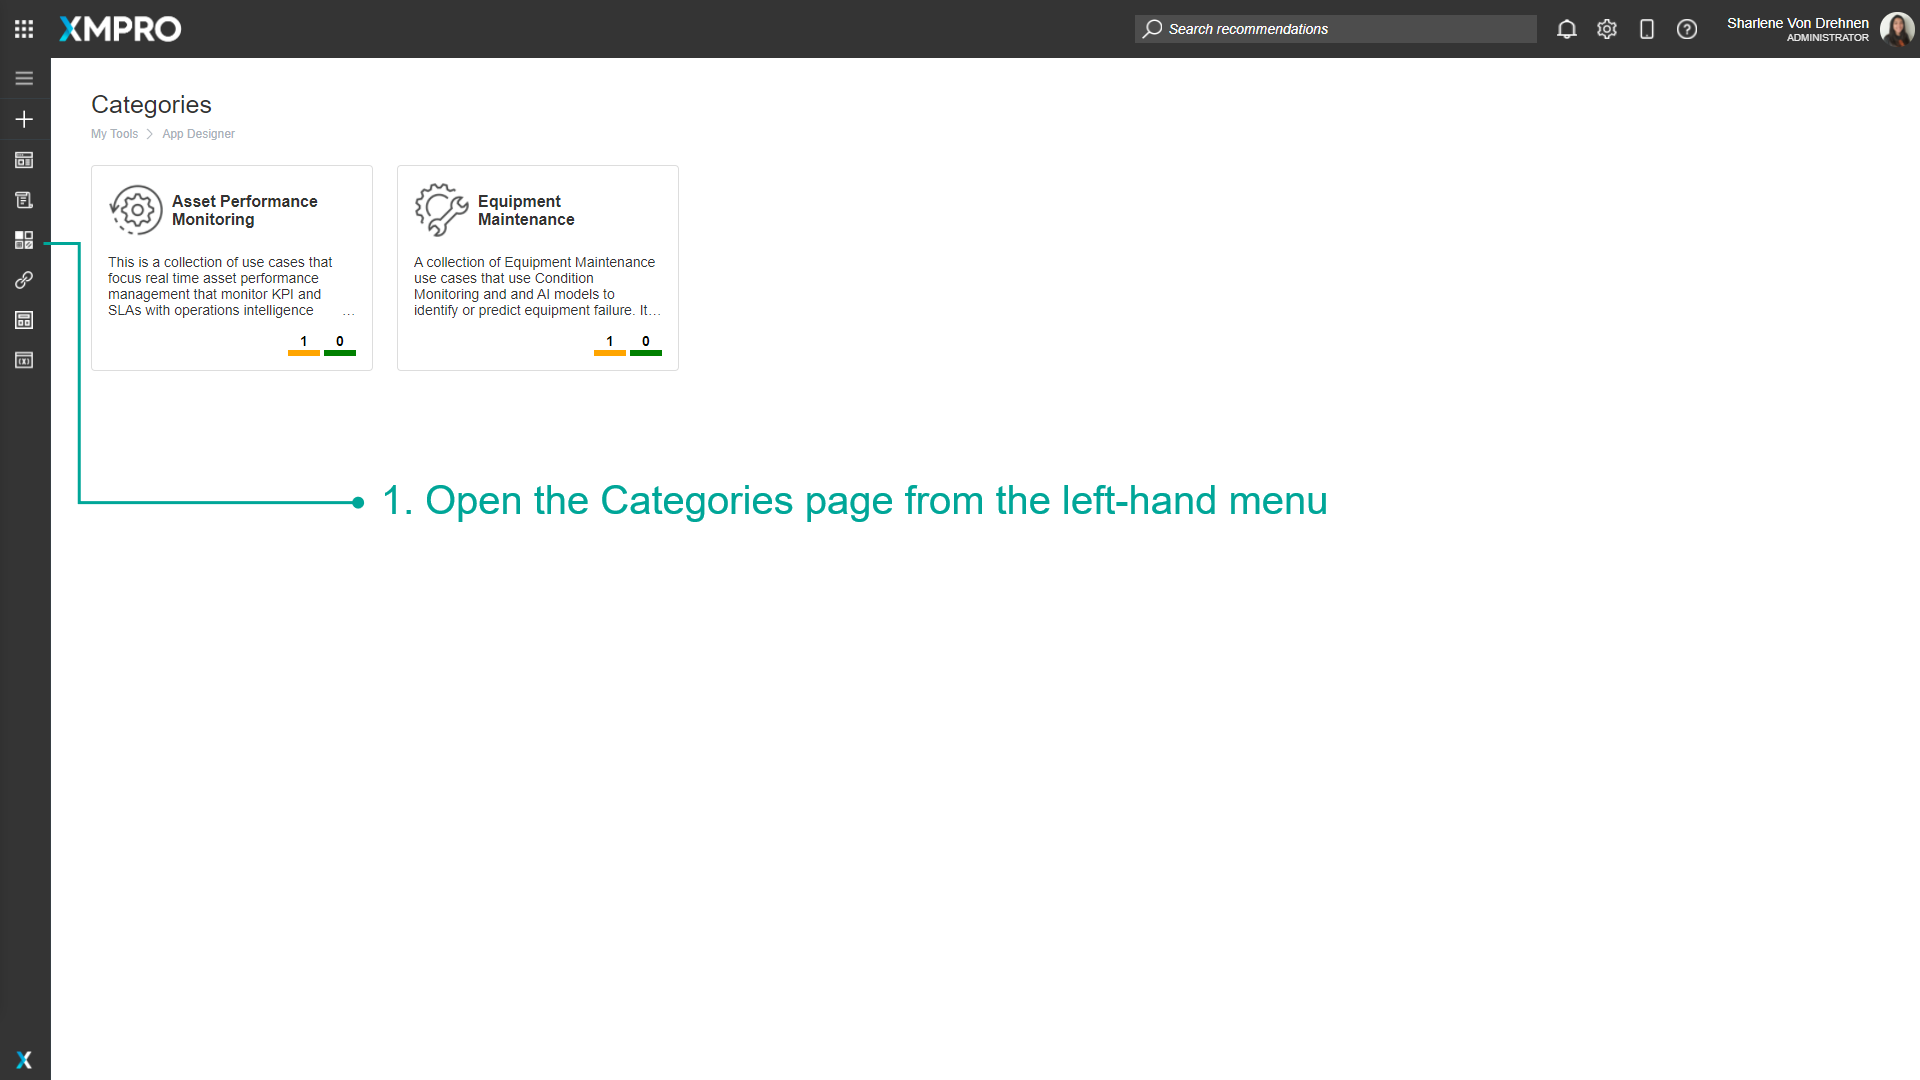 XMPRO
Search recommendations
Sharlene Von Drehnen
ADMINISTRATOR
Categories
My Tools
App Designer
Asset Performance
Monitoring
This is a collection of use cases that
focus real time asset performance
management that monitor KPI and
SLAs with operations intelligence ...
1 0
Equipment
Maintenance
A collection of Equipment Maintenance
use cases that use Condition
Monitoring and and AI models to
identify or predict equipment failure. It...
1 0
1. Open the Categories page from the left-hand menu